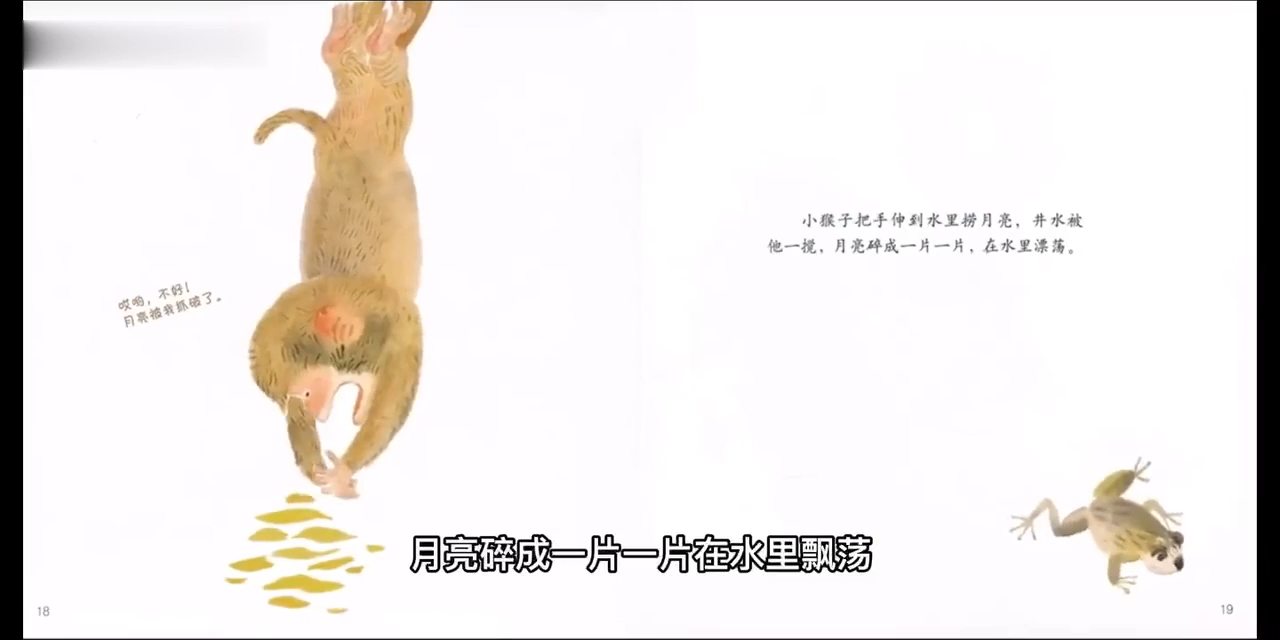 哎哟，不好！
月亮被我抓破了。
小猴子把手伸到水里捞月亮，井水被
他一搅，月亮碎成一片一片，在水里漂荡。
月亮碎成一片一片在水里飘荡
18
19